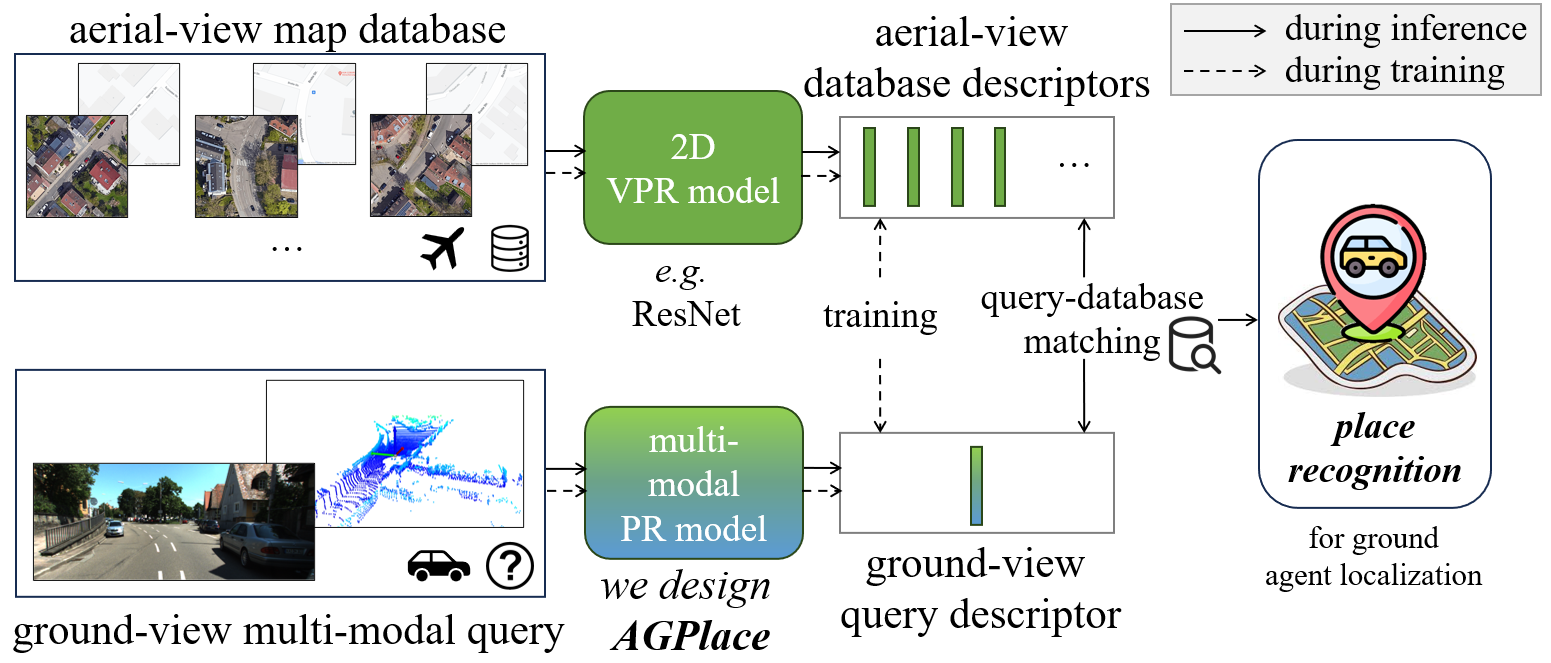 aerial-view map database
...
2D
VPR model
e.g.
ResNet
aerial-view
database descriptors
...
during inference
during training
training
query-database
matching
place
recognition
for ground
agent localization
multi-
modal
PR model
we design
AGPlace
ground-view
query descriptor
?
ground-view multi-modal query